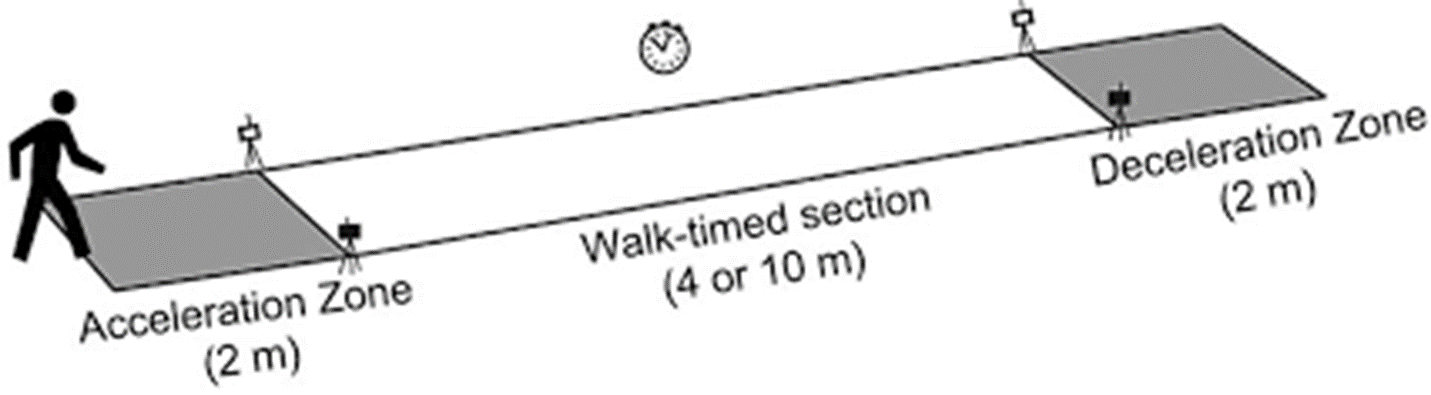 Acceleration Zone
(2 m)
Walk-timed section
(4 or 10 m)
Deceleration Zone
(2 m)